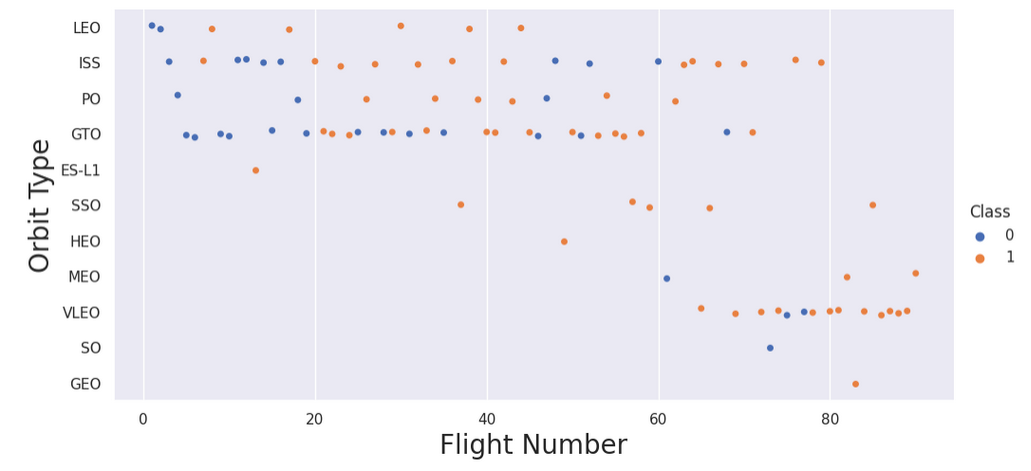 Orbit Type
LEO
ISS
PO
GTO
ES-L1
SSO
HEO
MEO
VLEO
SO
GEO
0 20 40 60 80
Flight Number
Class
0
1